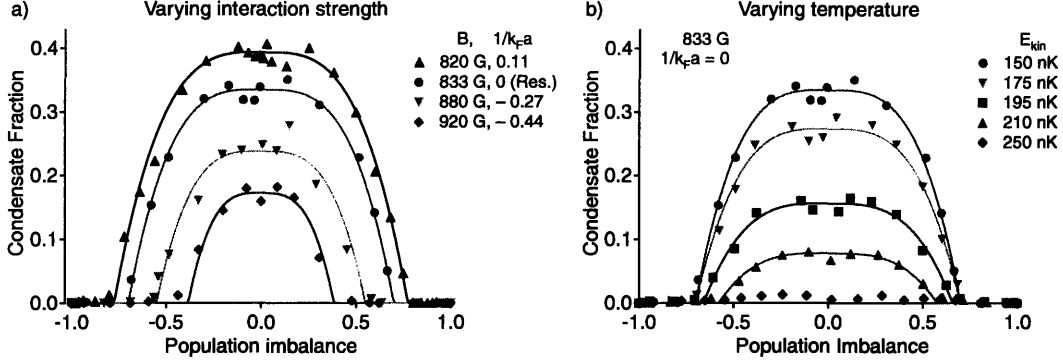 a) Varying interaction strength
Condensate Fraction
0.4
0.3
0.2
0.1
0.0
B, 1/kFa
820 G, 0.11
833 G, 0 (Res.)
880 G, – 0.27
920 G, – 0.44
-1.0 -0.5 0.0 0.5 1.0
Population imbalance
b) Varying temperature
Condensate Fraction
0.4
0.3
0.2
0.1
0.0
833 G
1/kFa = 0
Ekin
150 nK
175 nK
195 nK
210 nK
250 nK
-1.0 -0.5 0.0 0.5 1.0
Population Imbalance